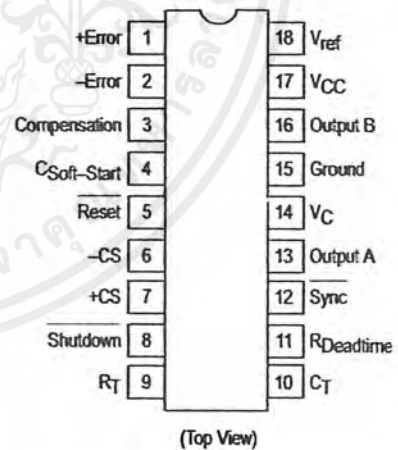 +Error 1
–Error 2
Compensation 3
CSoft–Start 4
Reset 5
–CS 6
+CS 7
Shutdown 8
RT 9
18 Vref
17 VCC
16 Output B
15 Ground
14 VC
13 Output A
12 Sync
11 RDeadtime
10 CT
(Top View)